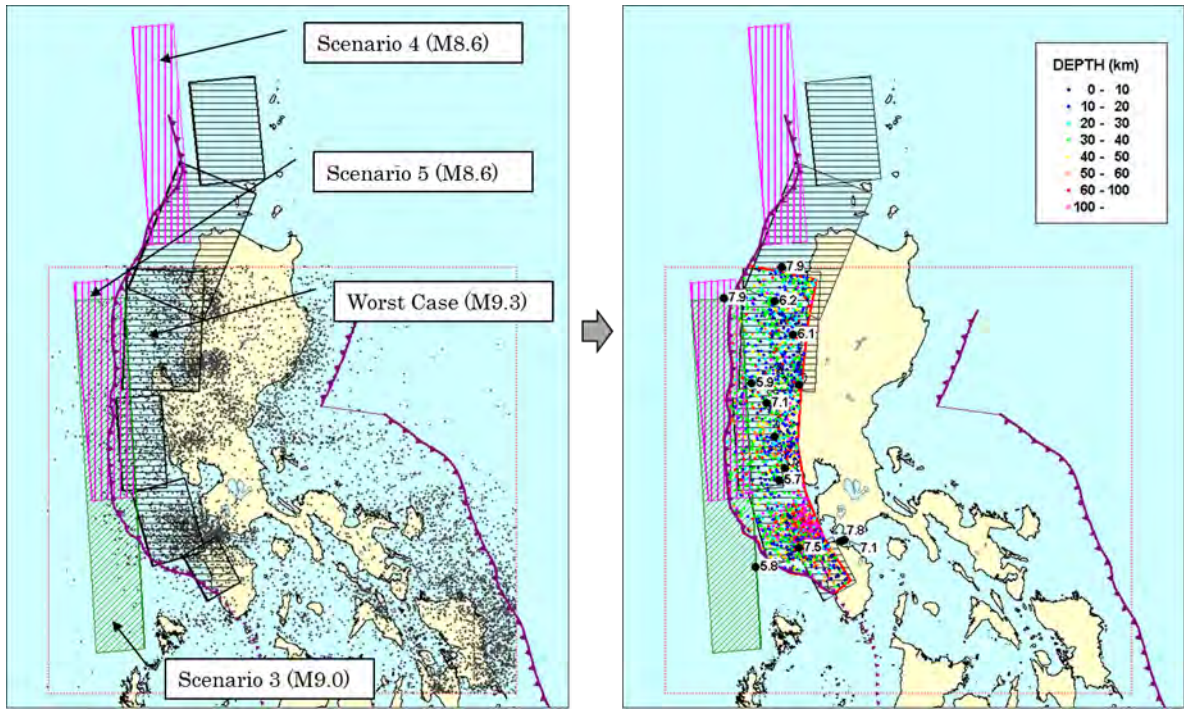 Scenario 4 (M8.6)
Scenario 5 (M8.6)
Worst Case (M9.3)
Scenario 3 (M9.0)
DEPTH (km)
0 - 10
10 - 20
20 - 30
30 - 40
40 - 50
50 - 60
60 - 100
100 -
7.9
7.9
6.2
6.1
5.9
7.1
5.7
7.8
7.5
7.1
5.8